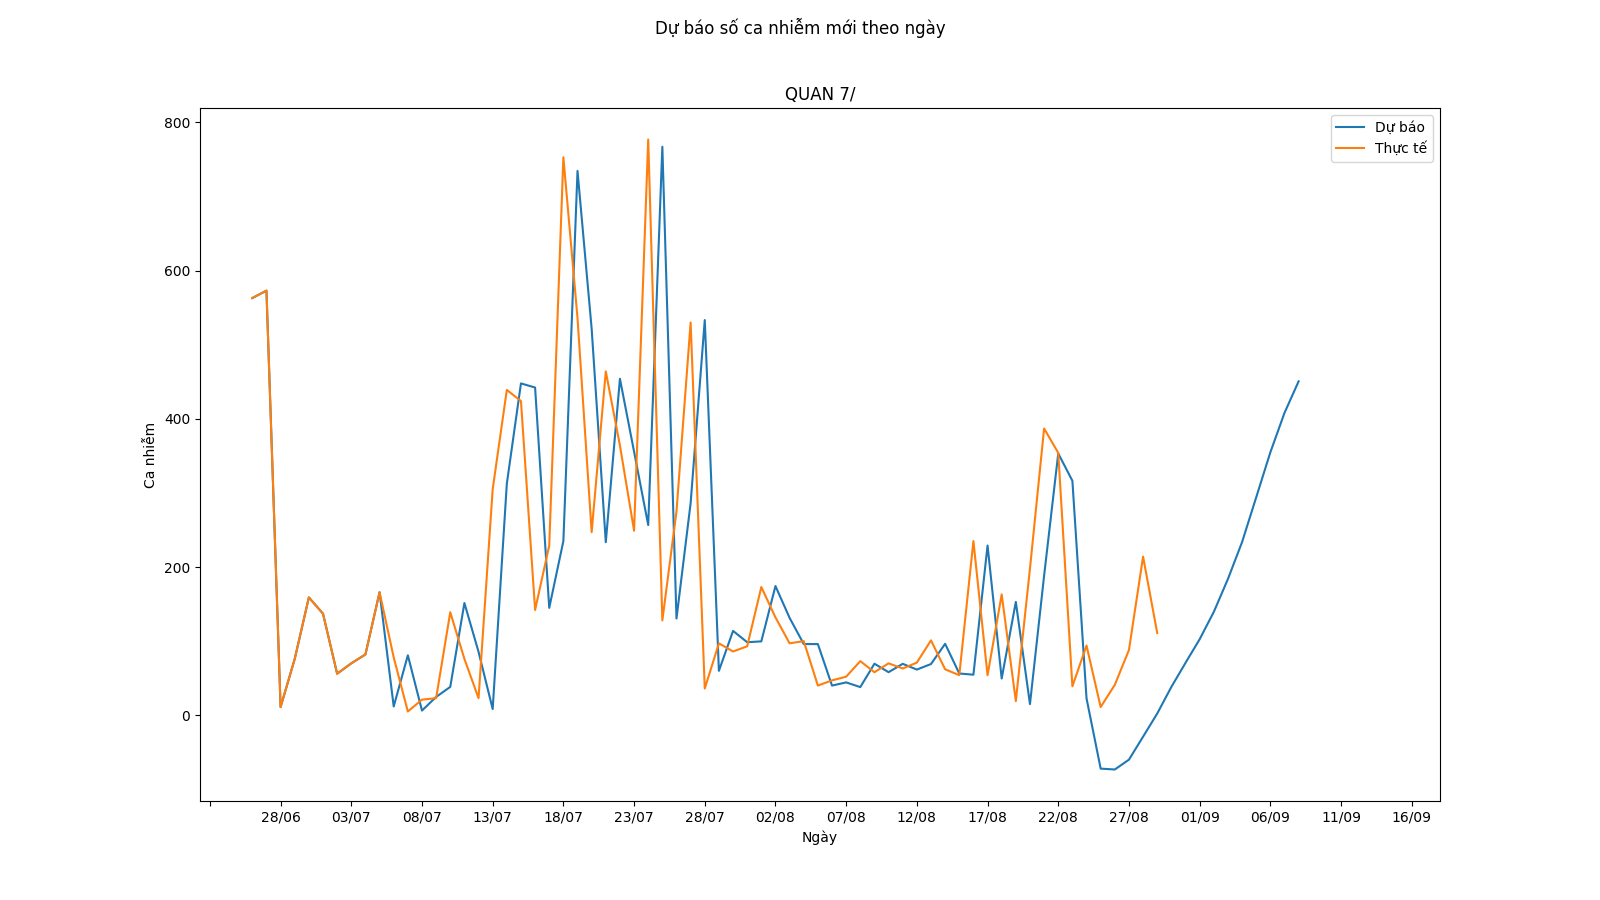 Dự báo số ca nhiễm mới theo ngày
QUAN 7/
Dự báo
Thực tế
800
600
400
200
0
Ca nhiễm
28/06 03/07 08/07 13/07 18/07 23/07 28/07 02/08 07/08 12/08 17/08 22/08 27/08 01/09 06/09 11/09 16/09
Ngày